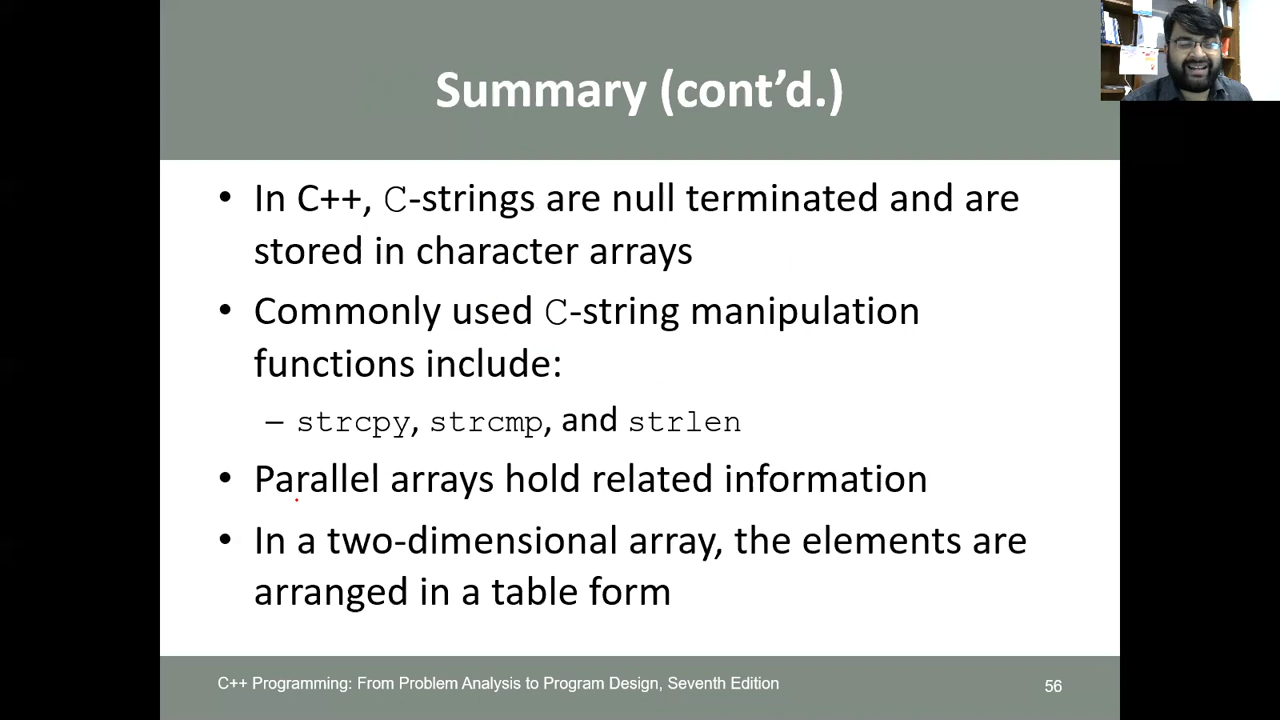 Summary (cont'd.)
• In C++, C-strings are null terminated and are
stored in character arrays
• Commonly used C-string manipulation
functions include:
– strcpy, strcmp, and strlen
• Parallel arrays hold related information
• In a two-dimensional array, the elements are
arranged in a table form
C++ Programming: From Problem Analysis to Program Design, Seventh Edition
56